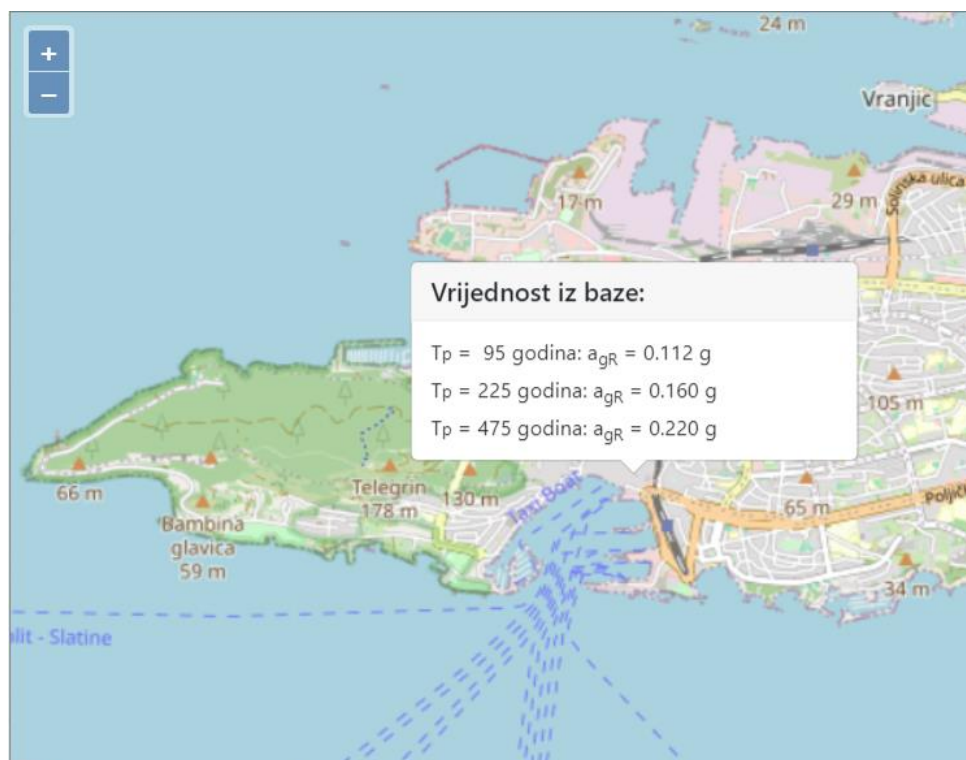 24 m
+
−
Vranjic
Solinska ulica
17 m
29 m
Vrijednost iz baze:
Tp = 95 godina: agR = 0.112 g
Tp = 225 godina: agR = 0.160 g
Tp = 475 godina: agR = 0.220 g
105 m
66 m
Telegrin
178 m
130 m
Taxi Boat
65 m
Poljič
Bambina
glavica
59 m
34 m
lit - Slatine